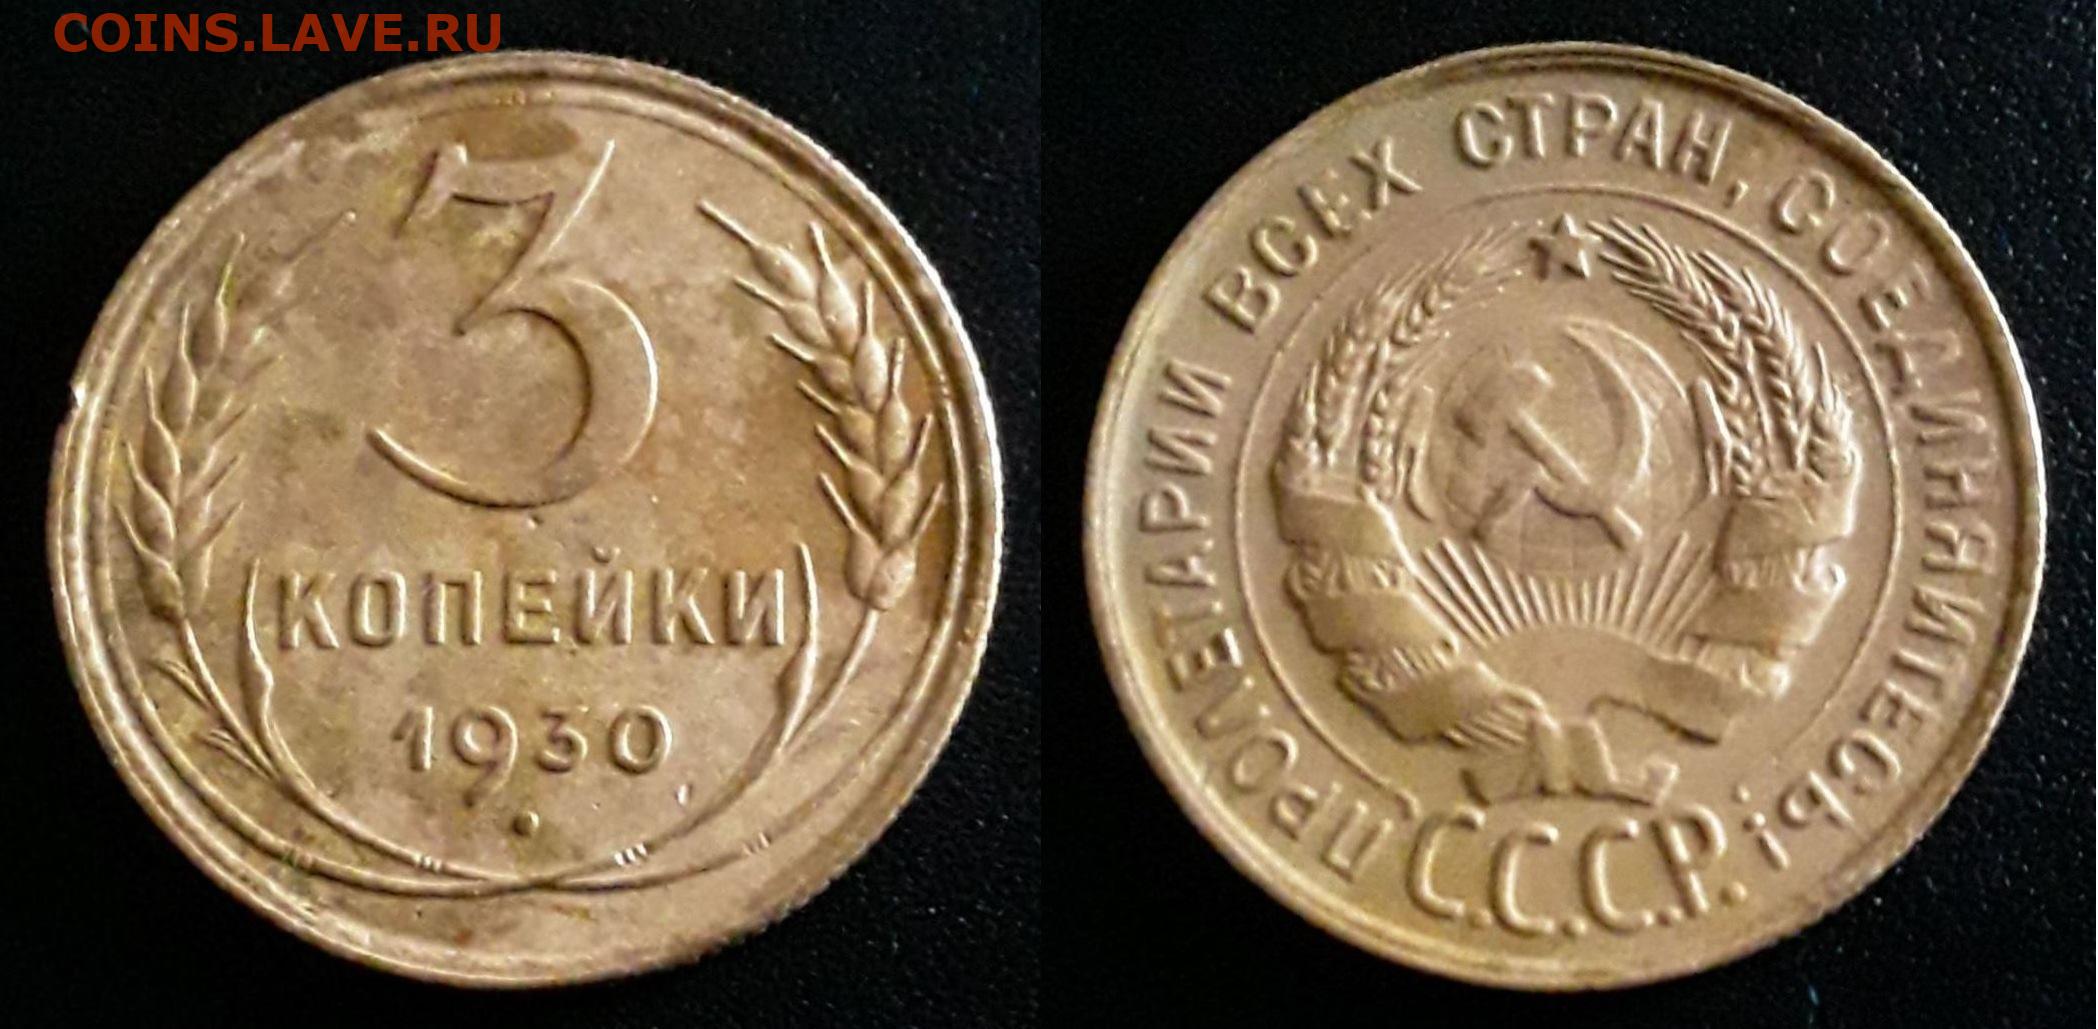 COINS.LAVE.RU
3
КОПЕЙКИ
1930
ПРОЛЕТАРИИ ВСЕХ СТРАН, СОЕДИНЯЙТЕСЬ!
С.С.С.Р.